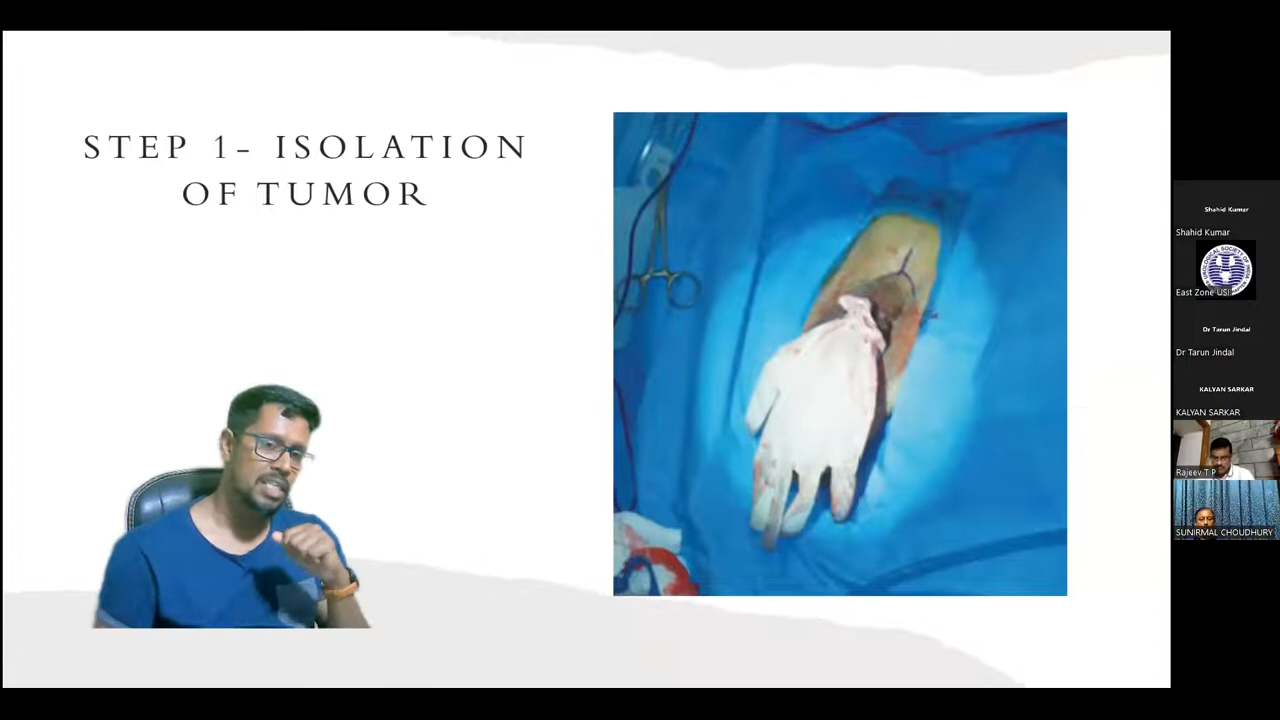 STEP 1- ISOLATION
OF TUMOR
Shahid Kumar
Shahid Kumar
East Zone USI
Dr Tarun Jindal
Dr Tarun Jindal
KALYAN SARKAR
KALYAN SARKAR
Rajeev T P
SUNIRMAL CHOUDHURY